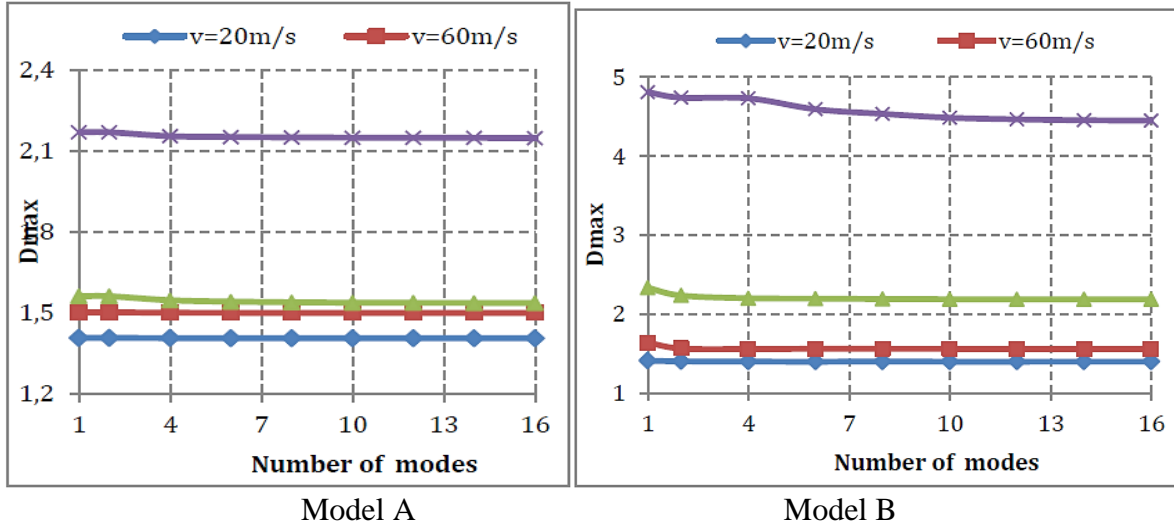 v=20m/s v=60m/s
2,4
2,1
1,8
1,5
1,2
Dmax
1 4 7 10 13 16
Number of modes
Model A
v=20m/s v=60m/s
5
4
3
2
1
Dmax
1 4 7 10 13 16
Number of modes
Model B